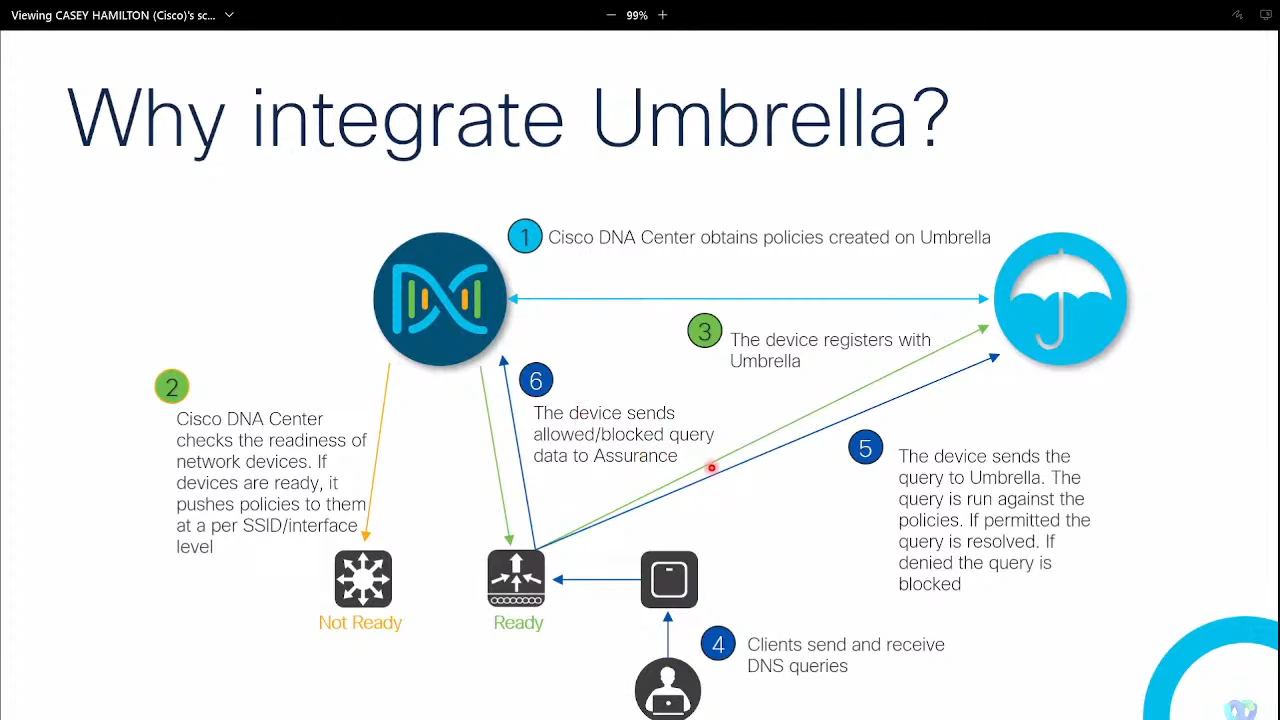 Viewing CASEY HAMILTON (Cisco)'s sc...
99%
Why integrate Umbrella?
1
Cisco DNA Center obtains policies created on Umbrella
3
The device registers with
Umbrella
2
Cisco DNA Center
checks the readiness of
network devices. If
devices are ready, it
pushes policies to them
at a per SSID/interface
level
6
The device sends
allowed/blocked query
data to Assurance
5
The device sends the
query to Umbrella. The
query is run against the
policies. If permitted the
query is resolved. If
denied the query is
blocked
Not Ready
Ready
4
Clients send and receive
DNS queries